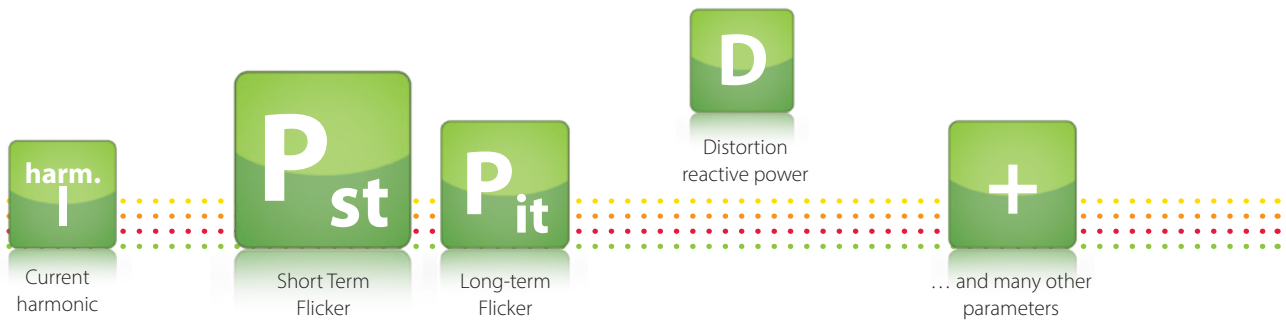 harm.
I
Current
harmonic
P st
Short Term
Flicker
P it
Long-term
Flicker
D
Distortion
reactive power
+
… and many other
parameters